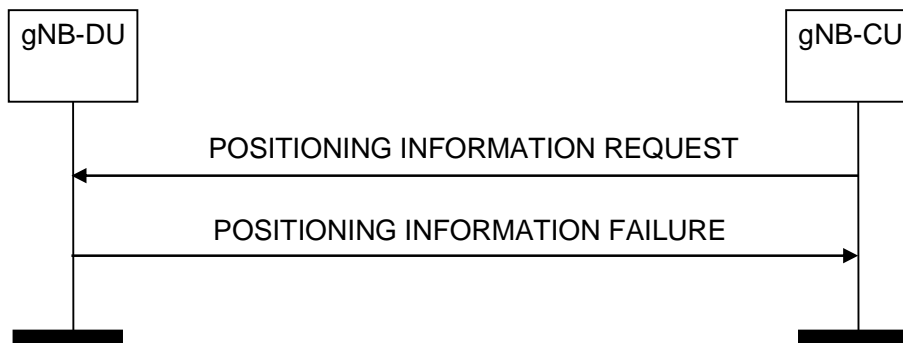 gNB-DU
gNB-CU
POSITIONING INFORMATION REQUEST
POSITIONING INFORMATION FAILURE